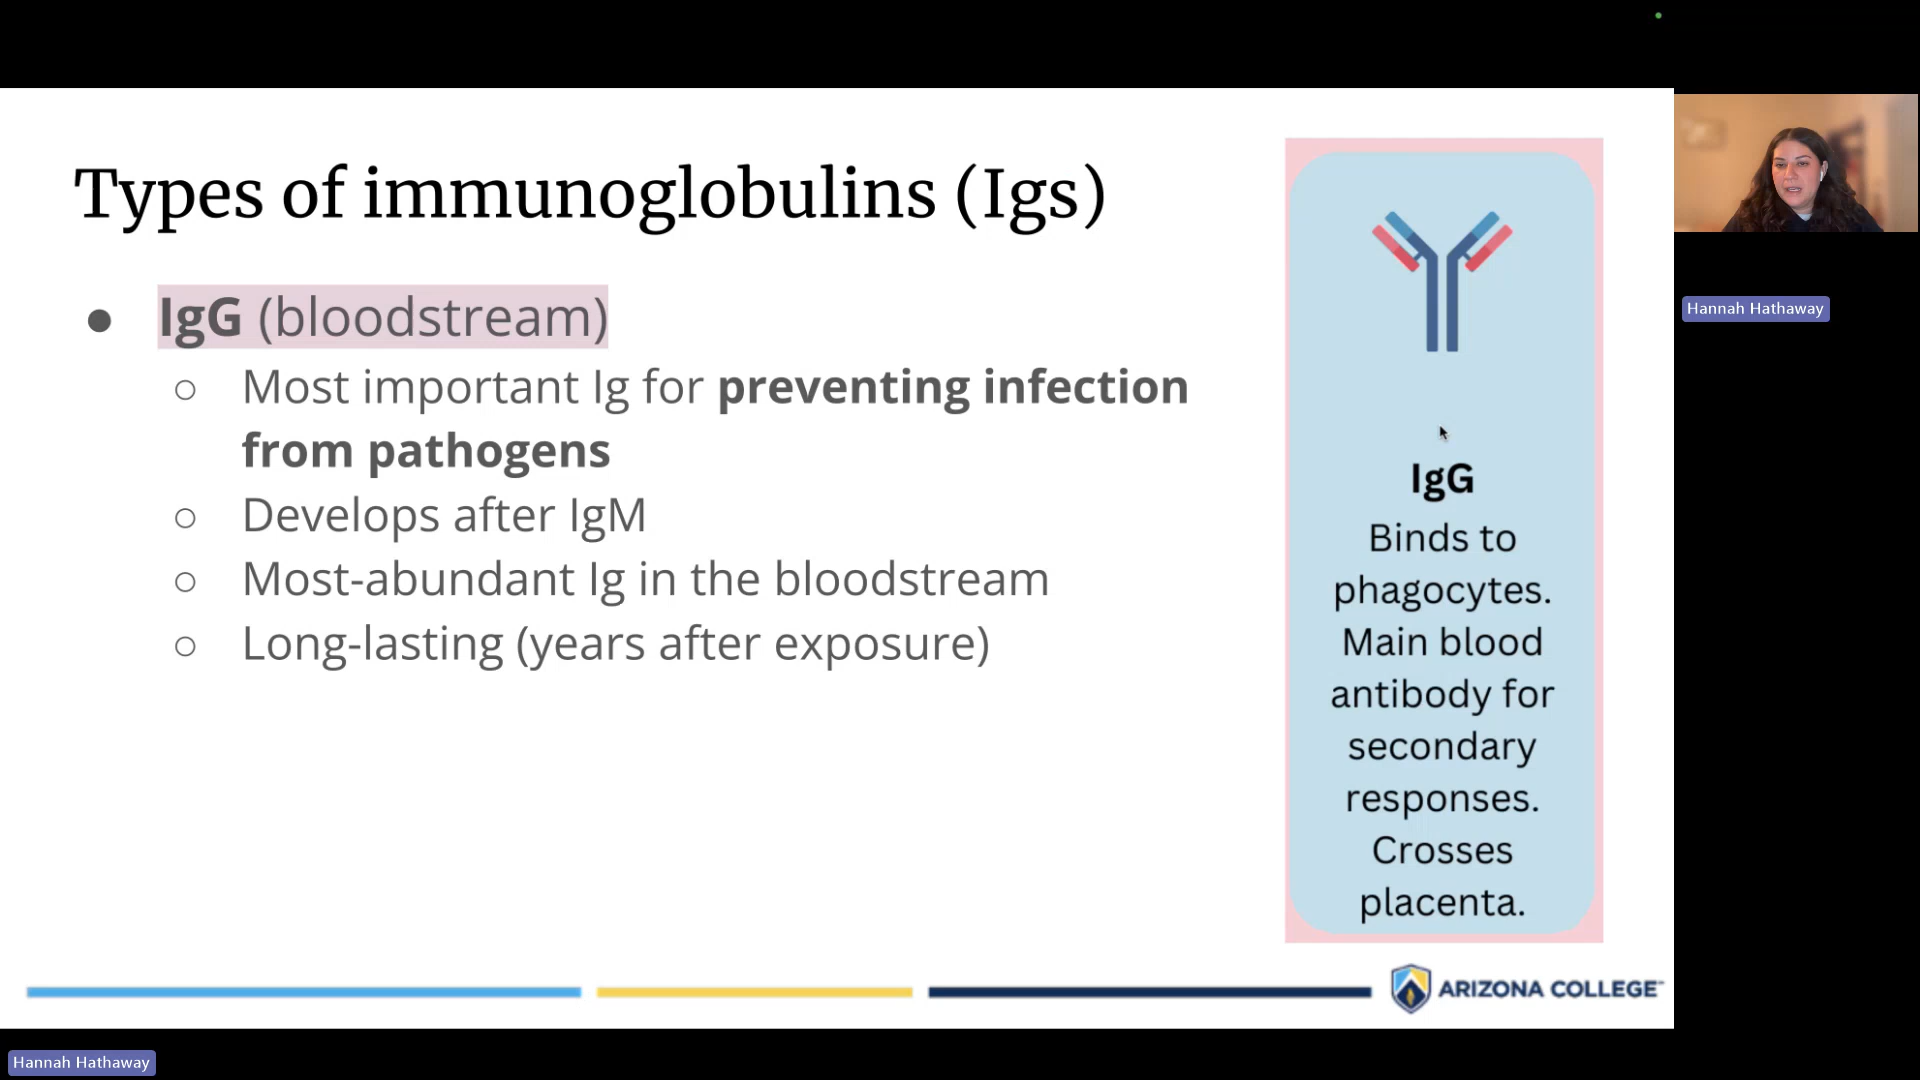 Types of immunoglobulins (Igs)
● IgG (bloodstream)
○ Most important Ig for preventing infection
from pathogens
○ Develops after IgM
○ Most-abundant Ig in the bloodstream
○ Long-lasting (years after exposure)
IgG
Binds to
phagocytes.
Main blood
antibody for
secondary
responses.
Crosses
placenta.
ARIZONA COLLEGE
Hannah Hathaway
Hannah Hathaway